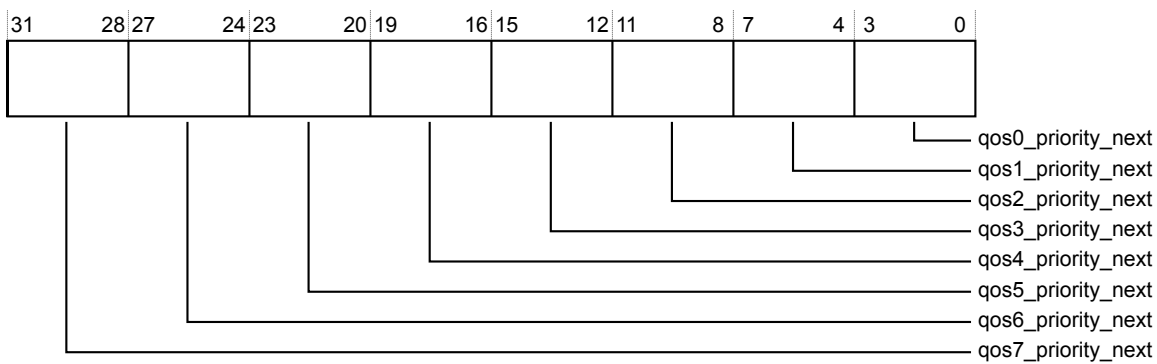 31 28 27 24 23 20 19 16 15 12 11 8 7 4 3 0
qos0_priority_next
qos1_priority_next
qos2_priority_next
qos3_priority_next
qos4_priority_next
qos5_priority_next
qos6_priority_next
qos7_priority_next